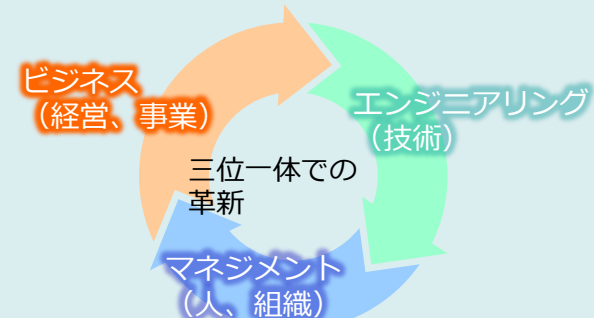 ビジネス
（経営、事業）
エンジニアリング
（技術）
三位一体での
革新
マネジメント
（人、組織）